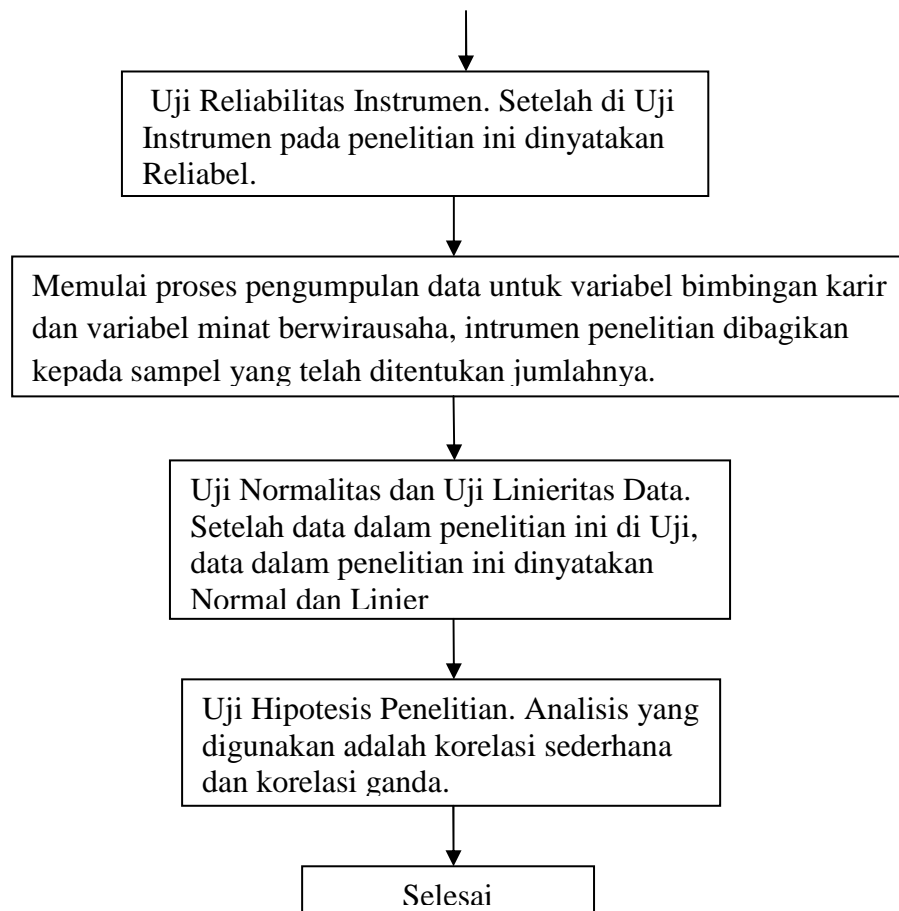 Uji Reliabilitas Instrumen. Setelah di Uji
Instrumen pada penelitian ini dinyatakan
Reliabel.
Memulai proses pengumpulan data untuk variabel bimbingan karir
dan variabel minat berwirausaha, intrumen penelitian dibagikan
kepada sampel yang telah ditentukan jumlahnya.
Uji Normalitas dan Uji Linieritas Data.
Setelah data dalam penelitian ini di Uji,
data dalam penelitian ini dinyatakan
Normal dan Linier
Uji Hipotesis Penelitian. Analisis yang
digunakan adalah korelasi sederhana
dan korelasi ganda.
Selesai